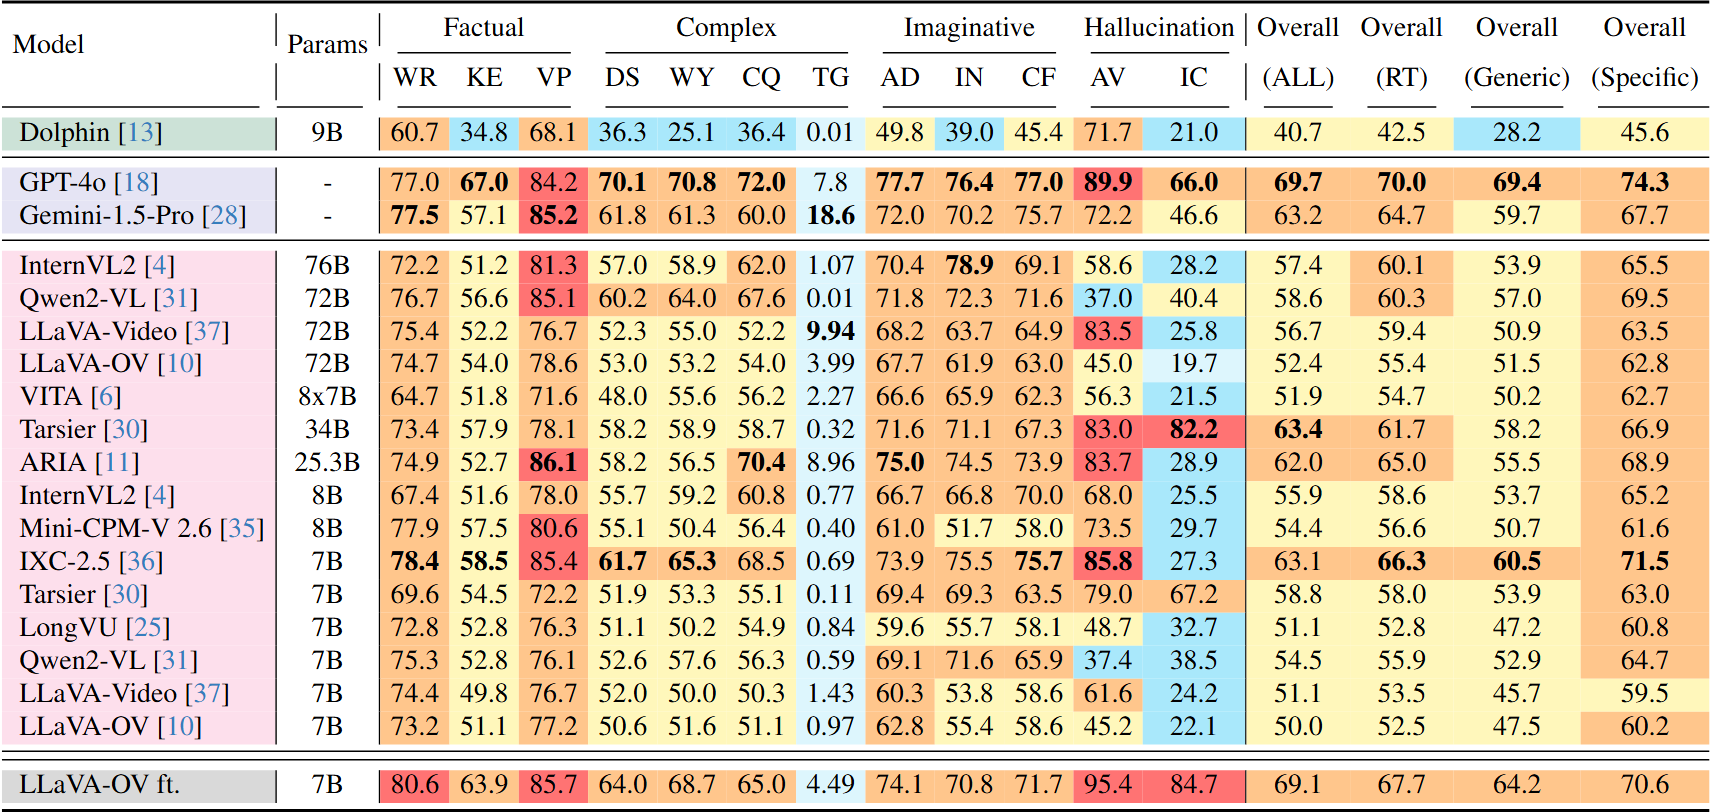 Model Params Factual Complex Imaginative Hallucination Overall Overall Overall Overall
WR KE VP DS WY CQ TG AD IN CF AV IC (ALL) (RT) (Generic) (Specific)
Dolphin [13] 9B 60.7 34.8 68.1 36.3 25.1 36.4 0.01 49.8 39.0 45.4 71.7 21.0 40.7 42.5 28.2 45.6
GPT-4o [18] - 77.0 67.0 84.2 70.1 70.8 72.0 7.8 77.7 76.4 77.0 89.9 66.0 69.7 70.0 69.4 74.3
Gemini-1.5-Pro [28] - 77.5 57.1 85.2 61.8 61.3 60.0 18.6 72.0 70.2 75.7 72.2 46.6 63.2 64.7 59.7 67.7
InternVL2 [4] 76B 72.2 51.2 81.3 57.0 58.9 62.0 1.07 70.4 78.9 69.1 58.6 28.2 57.4 60.1 53.9 65.5
Qwen2-VL [31] 72B 76.7 56.6 85.1 60.2 64.0 67.6 0.01 71.8 72.3 71.6 37.0 40.4 58.6 60.3 57.0 69.5
LLaVA-Video [37] 72B 75.4 52.2 76.7 52.3 55.0 52.2 9.94 68.2 63.7 64.9 83.5 25.8 56.7 59.4 50.9 63.5
LLaVA-OV [10] 72B 74.7 54.0 78.6 53.0 53.2 54.0 3.99 67.7 61.9 63.0 45.0 19.7 52.4 55.4 51.5 62.8
VITA [6] 8x7B 64.7 51.8 71.6 48.0 55.6 56.2 2.27 66.6 65.9 62.3 56.3 21.5 51.9 54.7 50.2 62.7
Tarsier [30] 34B 73.4 57.9 78.1 58.2 58.9 58.7 0.32 71.6 71.1 67.3 83.0 82.2 63.4 61.7 58.2 66.9
ARIA [11] 25.3B 74.9 52.7 86.1 58.2 56.5 70.4 8.96 75.0 74.5 73.9 83.7 28.9 62.0 65.0 55.5 68.9
InternVL2 [4] 8B 67.4 51.6 78.0 55.7 59.2 60.8 0.77 66.7 66.8 70.0 68.0 25.5 55.9 58.6 53.7 65.2
Mini-CPM-V 2.6 [35] 8B 77.9 57.5 80.6 55.1 50.4 56.4 0.40 61.0 51.7 58.0 73.5 29.7 54.4 56.6 50.7 61.6
IXC-2.5 [36] 7B 78.4 58.5 85.4 61.7 65.3 68.5 0.69 73.9 75.5 75.7 85.8 27.3 63.1 66.3 60.5 71.5
Tarsier [30] 7B 69.6 54.5 72.2 51.9 53.3 55.1 0.11 69.4 69.3 63.5 79.0 67.2 58.8 58.0 53.9 63.0
LongVU [25] 7B 72.8 52.8 76.3 51.1 50.2 54.9 0.84 59.6 55.7 58.1 48.7 32.7 51.1 52.8 47.2 60.8
Qwen2-VL [31] 7B 75.3 52.8 76.1 52.6 57.6 56.3 0.59 69.1 71.6 65.9 37.4 38.5 54.5 55.9 52.9 64.7
LLaVA-Video [37] 7B 74.4 49.8 76.7 52.0 50.0 50.3 1.43 60.3 53.8 58.6 61.6 24.2 51.1 53.5 45.7 59.5
LLaVA-OV [10] 7B 73.2 51.1 77.2 50.6 51.6 51.1 0.97 62.8 55.4 58.6 45.2 22.1 50.0 52.5 47.5 60.2
LLaVA-OV ft. 7B 80.6 63.9 85.7 64.0 68.7 65.0 4.49 74.1 70.8 71.7 95.4 84.7 69.1 67.7 64.2 70.6